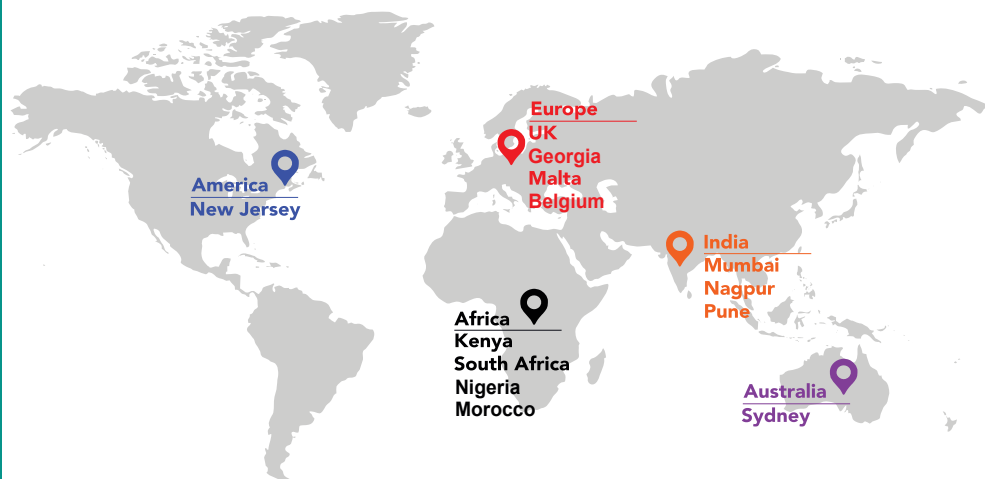 America
New Jersey
Europe
UK
Georgia
Malta
Belgium
Africa
Kenya
South Africa
Nigeria
Morocco
India
Mumbai
Nagpur
Pune
Australia
Sydney